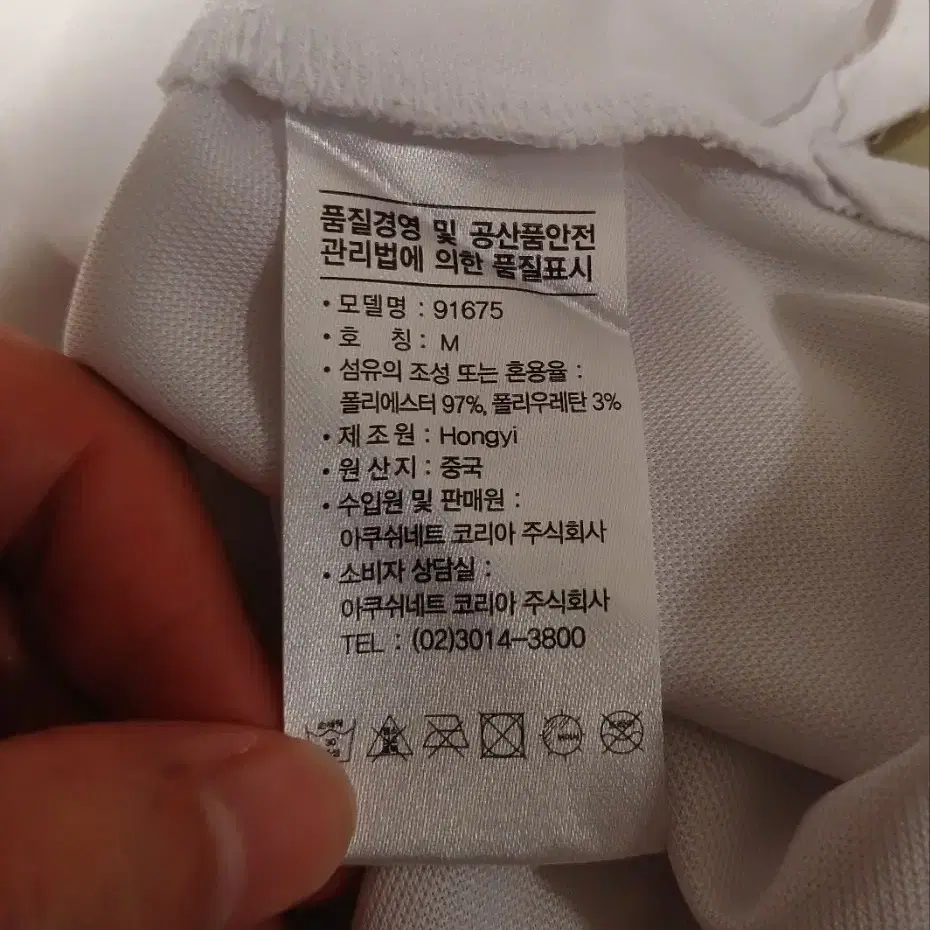 품질경영 및 공산품안전
관리법에 의한 품질표시
• 모델명 : 91675
• 호 칭 : M
• 섬유의 조성 또는 혼용율 :
폴리에스터 97%, 폴리우레탄 3%
• 제조원 : Hongyi
• 원산지 : 중국
• 수입원 및 판매원 :
아쿠쉬네트 코리아 주식회사
• 소비자 상담실 :
아쿠쉬네트 코리아 주식회사
TEL : (02)3014-3800